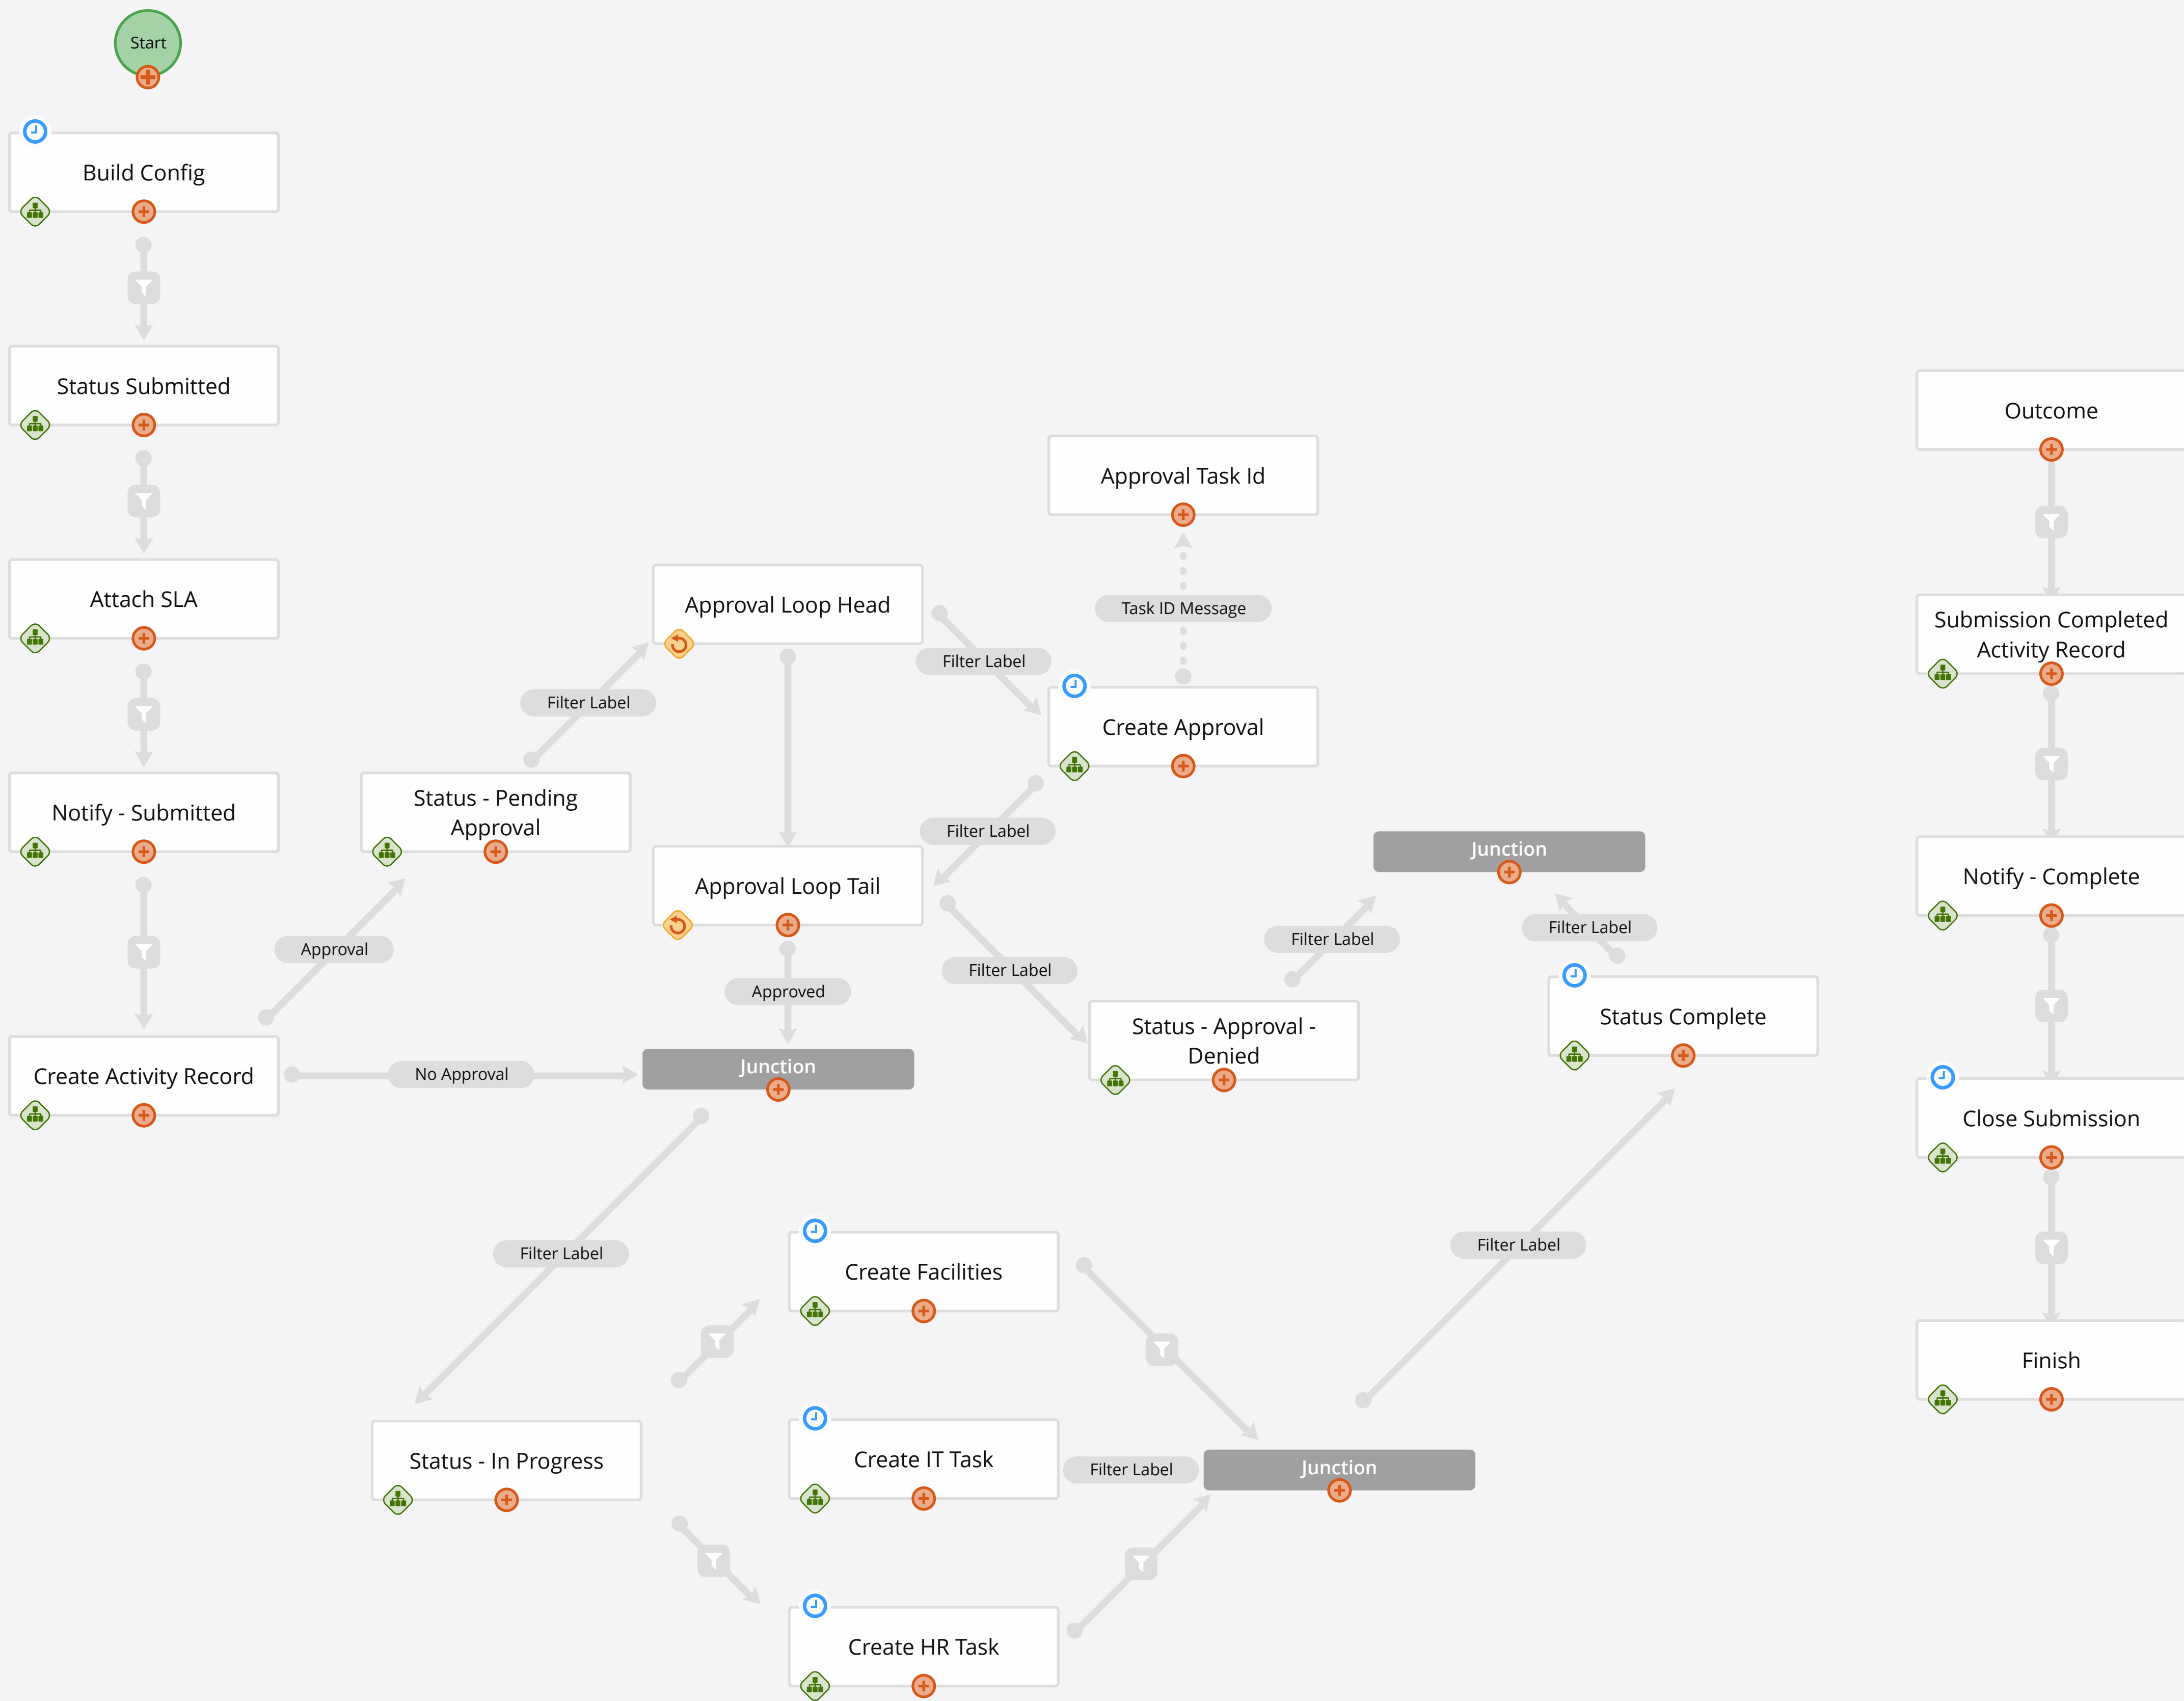 Start
Build Config
Status Submitted
Attach SLA
Notify - Submitted
Create Activity Record
Approval
No Approval
Status - Pending
Approval
Filter Label
Approval Loop Head
Filter Label
Approval Task Id
Task ID Message
Create Approval
Filter Label
Approval Loop Tail
Approved
Filter Label
Junction
Status - Approval -
Denied
Filter Label
Junction
Filter Label
Status Complete
Filter Label
Filter Label
Status - In Progress
Create Facilities
Create IT Task
Filter Label
Junction
Create HR Task
Outcome
Submission Completed
Activity Record
Notify - Complete
Close Submission
Finish